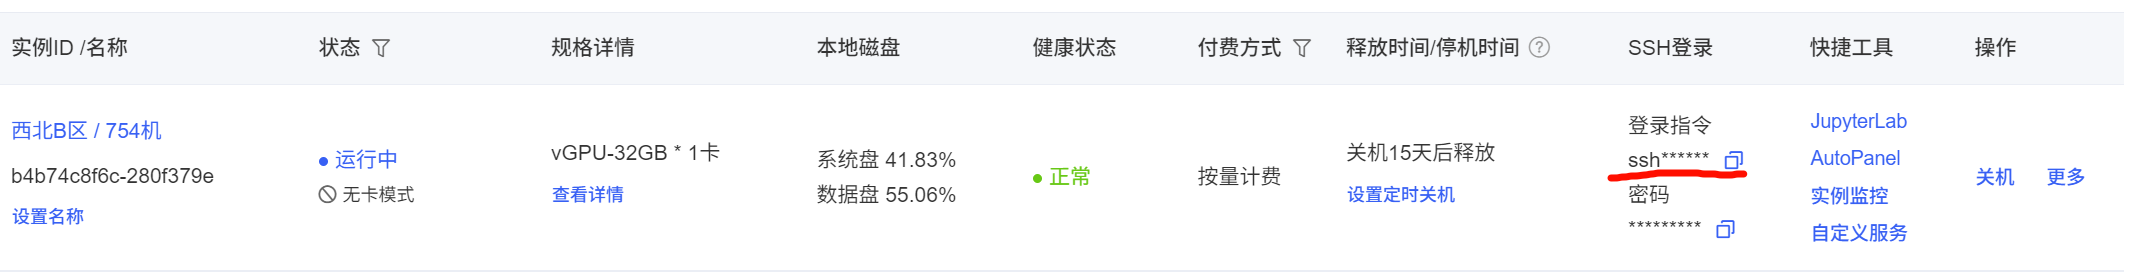 实例ID /名称 状态 规格详情 本地磁盘 健康状态 付费方式 释放时间/停机时间 ? SSH登录 快捷工具 操作
西北B区 / 754机
b4b74c8f6c-280f379e
设置名称
运行中
无卡模式
vGPU-32GB * 1卡
查看详情
系统盘 41.83%
数据盘 55.06%
正常
按量计费
关机15天后释放
设置定时关机
登录指令
ssh******
密码
*********
JupyterLab
AutoPanel
实例监控
自定义服务
关机 更多